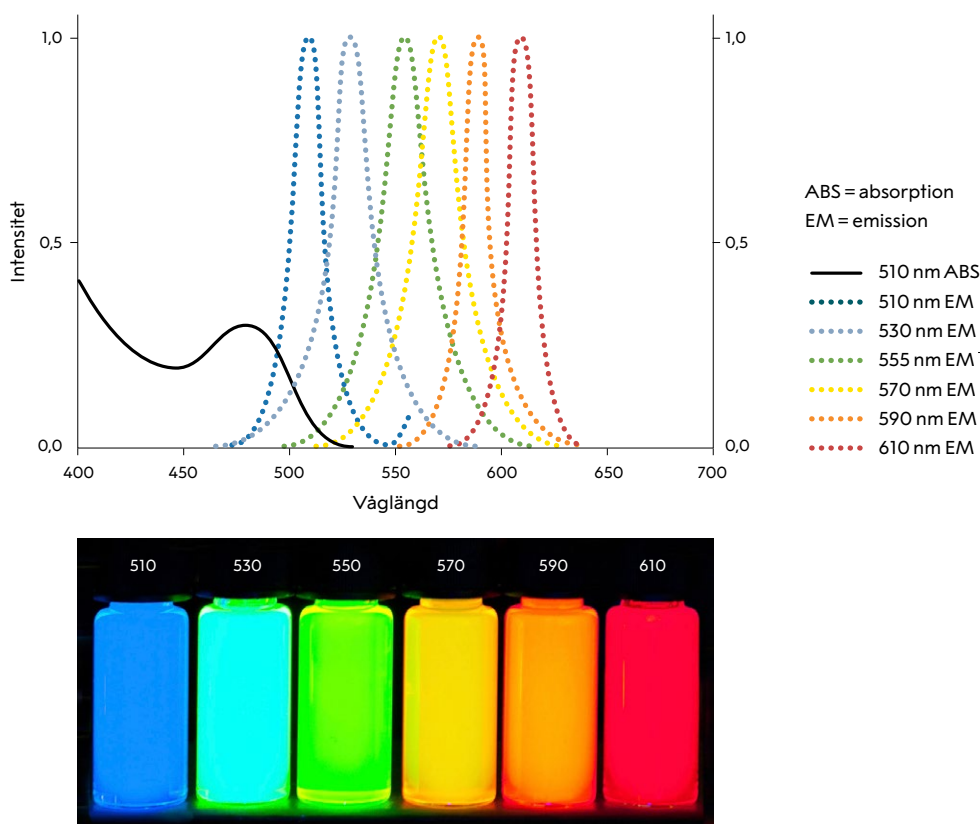 1,0
1,0
ABS = absorption
EM = emission
Intensitet
0,5
0,5
510 nm ABS
510 nm EM
530 nm EM
555 nm EM
570 nm EM
590 nm EM
610 nm EM
0,0
0,0
400
450
500
550
600
650
700
Våglängd
510
530
550
570
590
610